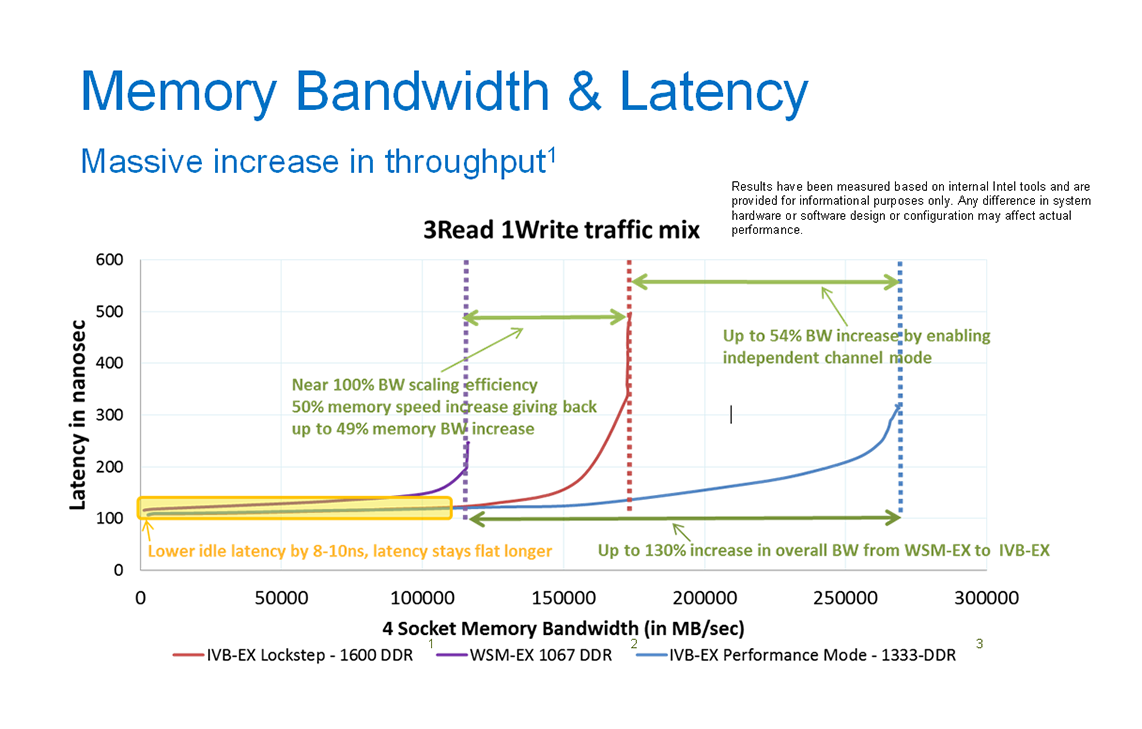 Memory Bandwidth & Latency
Massive increase in throughput1
Results have been measured based on internal Intel tools and are
provided for informational purposes only. Any difference in system
hardware or software design or configuration may affect actual
performance.
3Read 1Write traffic mix
600
500
400
300
200
100
0
Latency in nanosec
Up to 54% BW increase by enabling
independent channel mode
Near 100% BW scaling efficiency
50% memory speed increase giving back
up to 49% memory BW increase
Lower idle latency by 8-10ns, latency stays flat longer
Up to 130% increase in overall BW from WSM-EX to IVB-EX
0 50000 100000 150000 200000 250000 300000
4 Socket Memory Bandwidth (in MB/sec)
1 2 3
IVB-EX Lockstep - 1600 DDR WSM-EX 1067 DDR IVB-EX Performance Mode - 1333-DDR